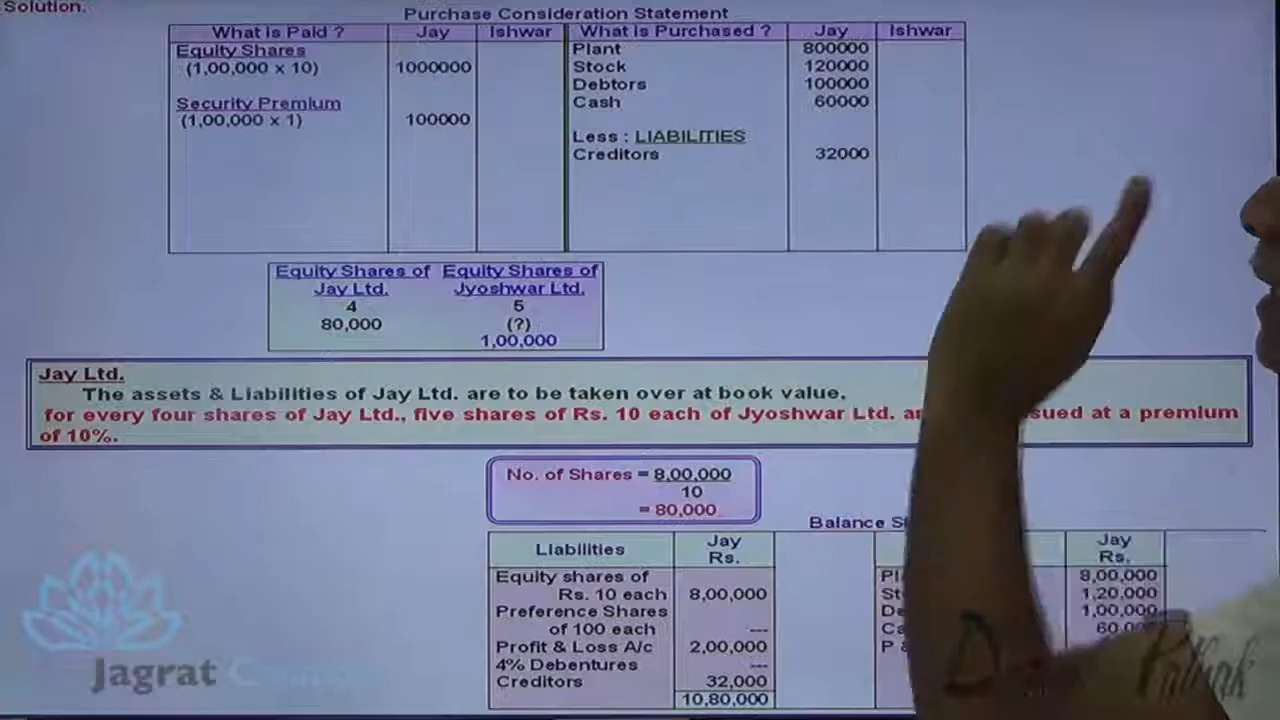 Solution.
Purchase Consideration Statement
What is Paid ? Jay Ishwar What is Purchased ? Jay Ishwar
Equity Shares Plant 800000
(1,00,000 x 10) 1000000 Stock 120000
Debtors 100000
Security Premium Cash 60000
(1,00,000 x 1) 100000
Less : LIABILITIES
Creditors 32000
Equity Shares of Equity Shares of
Jay Ltd. Jyoshwar Ltd.
4 5
80,000 (?)
1,00,000
Jay Ltd.
The assets & Liabilities of Jay Ltd. are to be taken over at book value,
for every four shares of Jay Ltd., five shares of Rs. 10 each of Jyoshwar Ltd. at a premium
of 10%.
No. of Shares = 8,00,000
10
= 80,000
Balance
Liabilities Jay Rs. Jay Rs.
Equity shares of 8,00,000
Rs. 10 each 8,00,000 1,20,000
Preference Shares 1,00,000
of 100 each ---
Profit & Loss A/c 2,00,000 P &
4% Debentures ---
Creditors 32,000
10,80,000
Jagrat